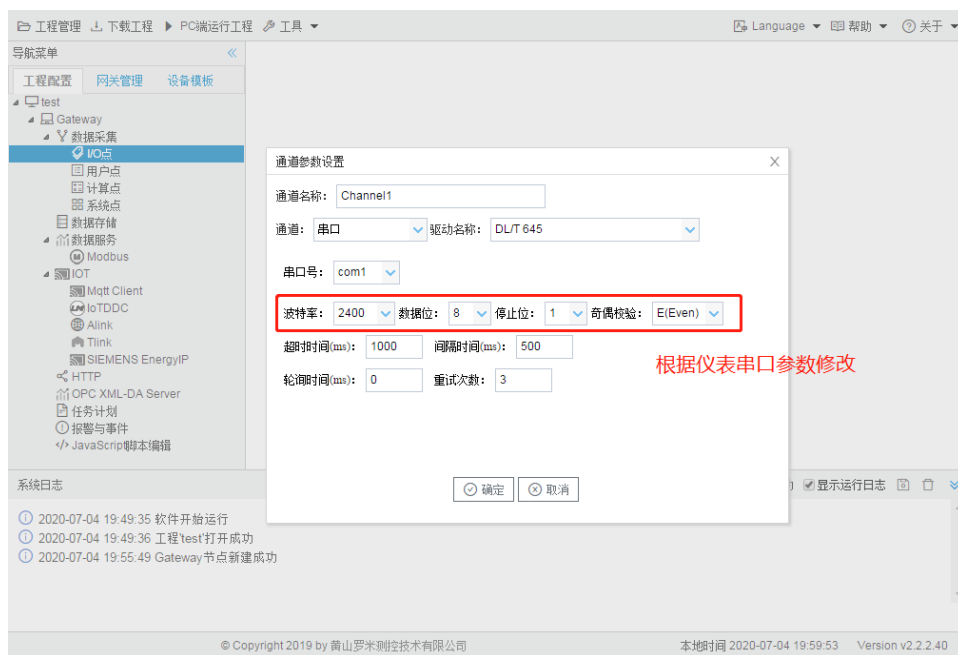 工程管理 下载工程 PC端运行工程 工具 Language 帮助 关于
导航菜单
工程配置 网关管理 设备模板
test
Gateway
数据采集
I/O点
用户点
计算点
系统点
数据存储
数据服务
Modbus
IOT
Mqtt Client
IoTDDC
Alink
Tlink
SIEMENS EnergyIP
HTTP
OPC XML-DA Server
任务计划
报警与事件
JavaScript脚本编辑
通道参数设置
通道名称: Channel1
通道: 串口 驱动名称: DL/T 645
串口号: com1
波特率: 2400 数据位: 8 停止位: 1 奇偶校验: E(Even)
超时时间(ms): 1000 间隔时间(ms): 500
根据仪表串口参数修改
轮询时间(ms): 0 重试次数: 3
确定 取消
系统日志 显示运行日志
2020-07-04 19:49:35 软件开始运行
2020-07-04 19:49:36 工程'test'打开成功
2020-07-04 19:55:49 Gateway节点新建成功
© Copyright 2019 by 黄山罗米测控技术有限公司 本地时间 2020-07-04 19:59:53 Version v2.2.2.40